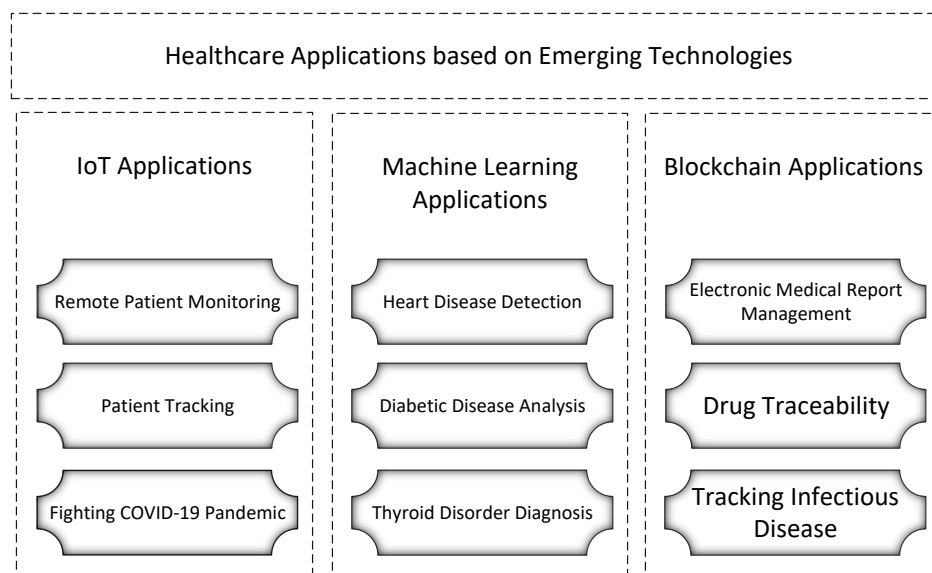 Healthcare Applications based on Emerging Technologies
IoT Applications
Remote Patient Monitoring
Patient Tracking
Fighting COVID-19 Pandemic
Machine Learning
Applications
Heart Disease Detection
Diabetic Disease Analysis
Thyroid Disorder Diagnosis
Blockchain Applications
Electronic Medical Report
Management
Drug Traceability
Tracking Infectious
Disease